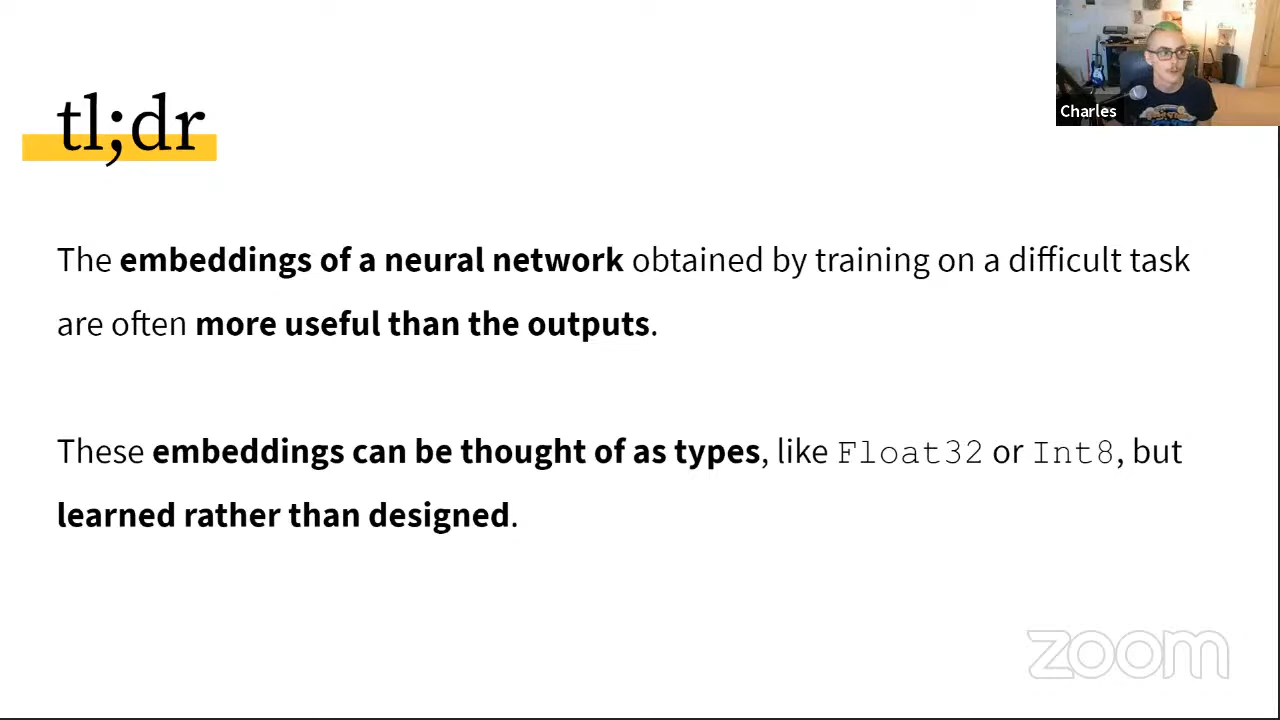 tl;dr
Charles
The embeddings of a neural network obtained by training on a difficult task
are often more useful than the outputs.
These embeddings can be thought of as types, like Float32 or Int8, but
learned rather than designed.
zoom